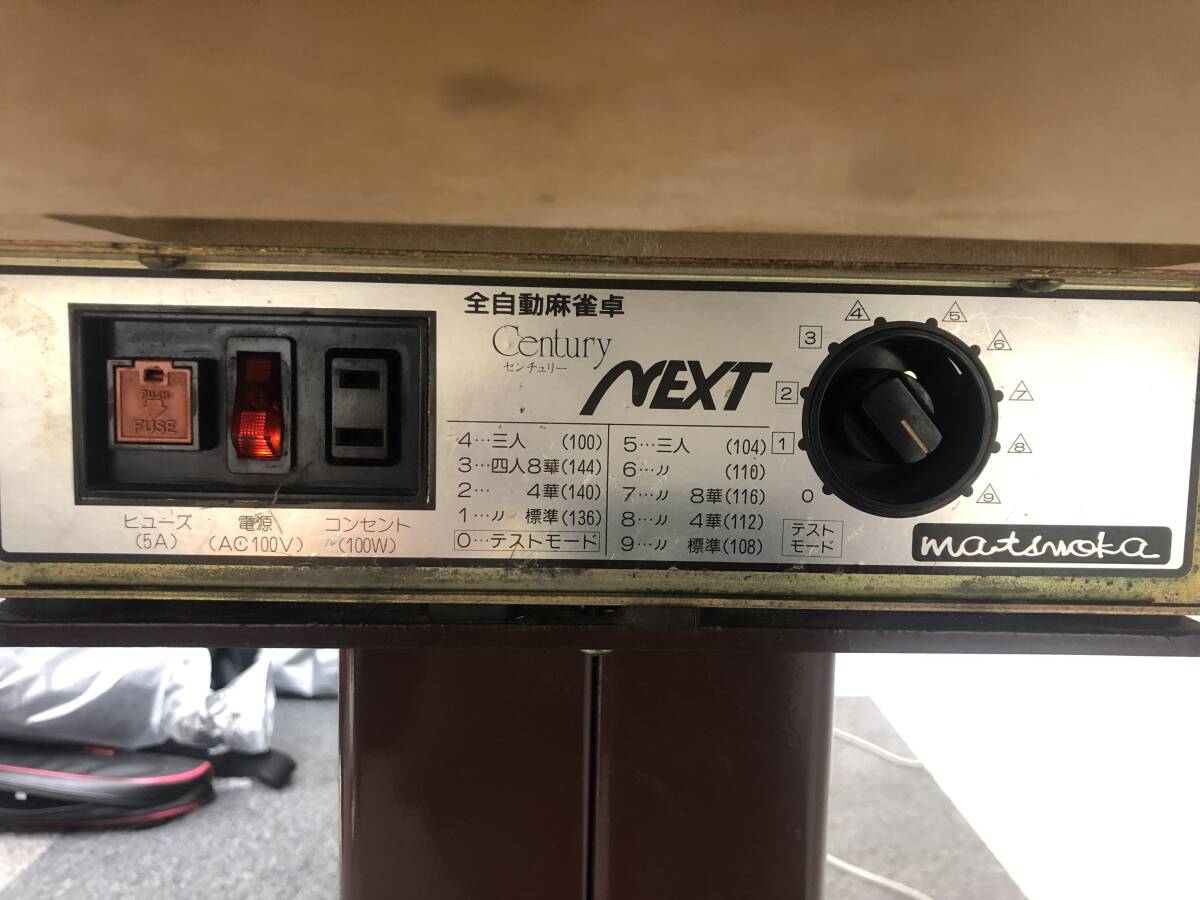 全自動麻雀卓
Century
センチュリー
NEXT
PUSH
FUSE
ヒューズ
(5A)
電源
(AC100V)
コンセント
(100W)
4…三人 (100)
3…四人8華(144)
2… 4華(140)
1…〃 標準(136)
0…テストモード
5…三人 (104)
6…〃 (110)
7…〃 8華(116)
8…〃 4華(112)
9…〃 標準(108)
0
1
2
3
4
5
6
7
8
9
テスト
モード
matsuoka